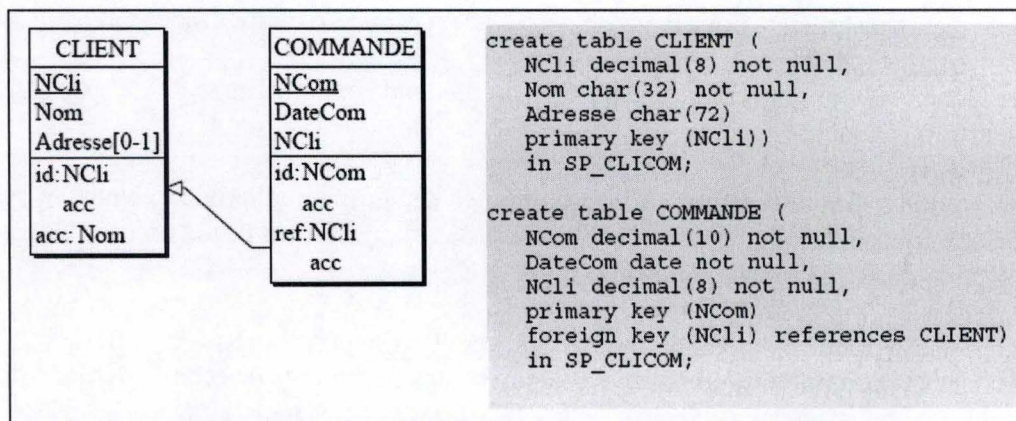 CLIENT
NCli
Nom
Adresse[0-1]
id:NCli
acc
acc: Nom
COMMANDE
NCom
DateCom
NCli
id:NCom
acc
ref:NCli
acc
create table CLIENT (
NCli decimal(8) not null,
Nom char(32) not null,
Adresse char(72)
primary key (NCli))
in SP_CLICOM;
create table COMMANDE (
NCom decimal(10) not null,
DateCom date not null,
NCli decimal(8) not null,
primary key (NCom)
foreign key (NCli) references CLIENT)
in SP_CLICOM;